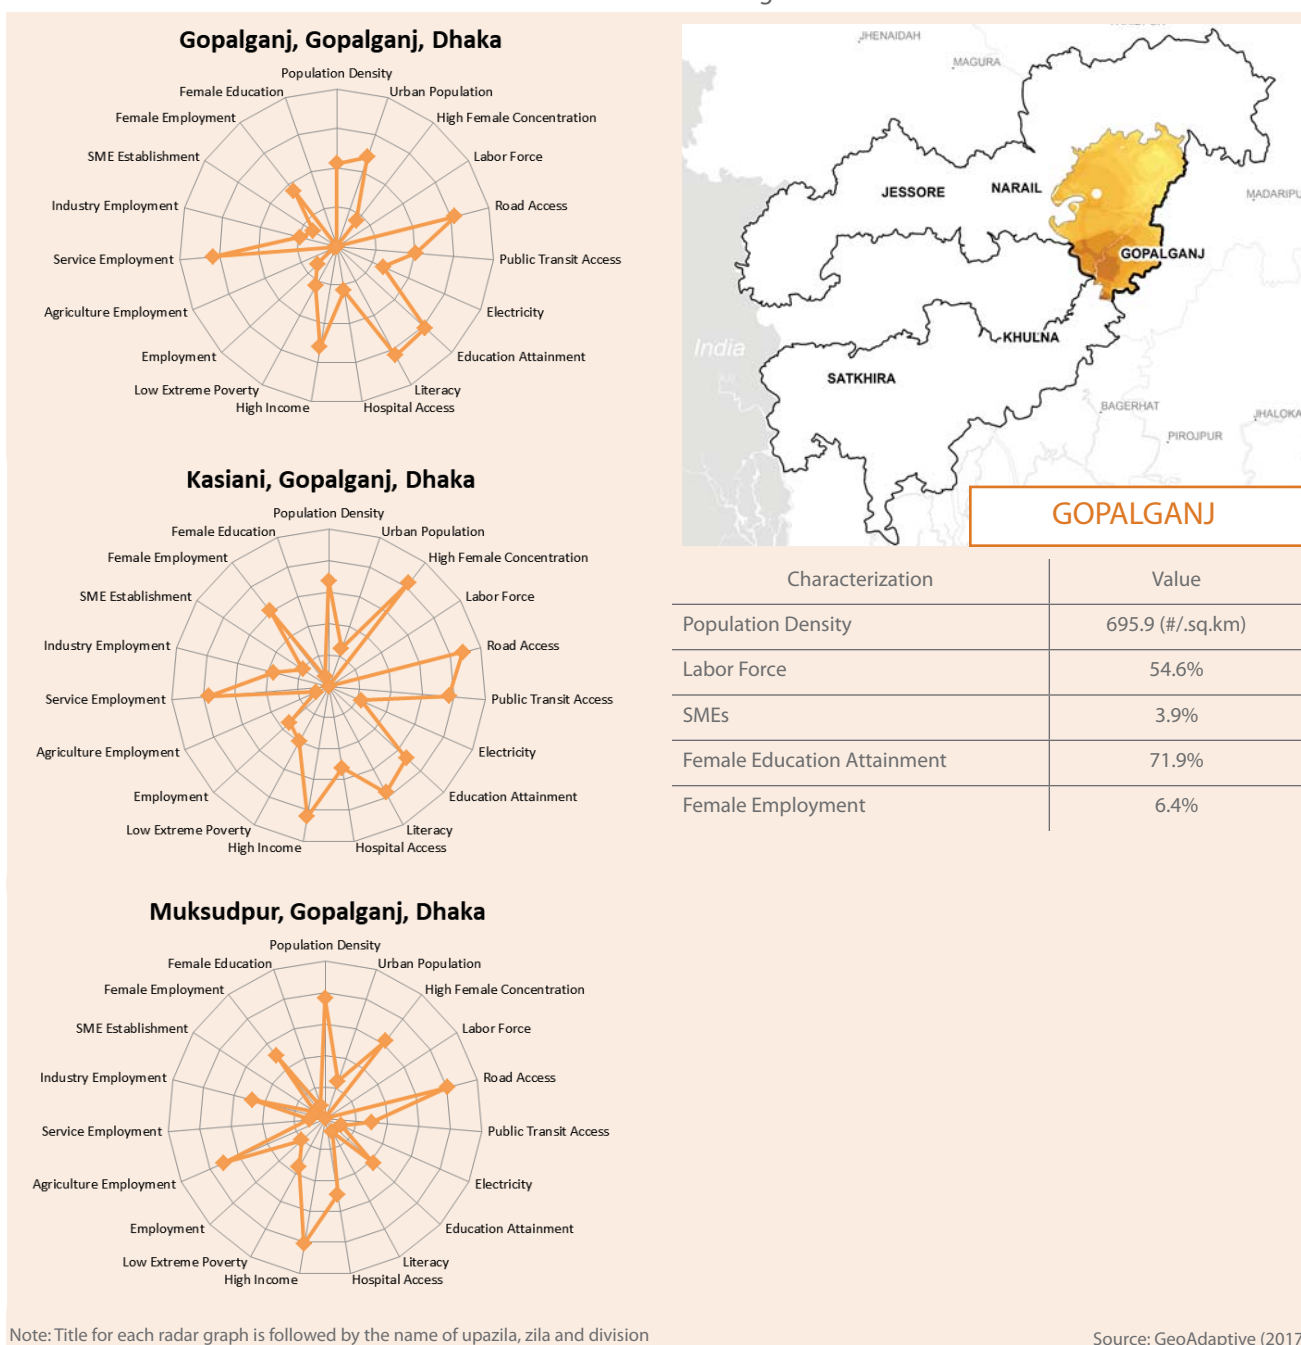 Gopalganj, Gopalganj, Dhaka
Population Density
Urban Population
High Female Concentration
Labor Force
Road Access
Public Transit Access
Electricity
Education Attainment
Literacy
Hospital Access
High Income
Low Extreme Poverty
Employment
Agriculture Employment
Service Employment
Industry Employment
SME Establishment
Female Employment
Female Education
Kasiani, Gopalganj, Dhaka
Population Density
Urban Population
High Female Concentration
Labor Force
Road Access
Public Transit Access
Electricity
Education Attainment
Literacy
Hospital Access
High Income
Low Extreme Poverty
Employment
Agriculture Employment
Service Employment
Industry Employment
SME Establishment
Female Employment
Female Education
Muksudpur, Gopalganj, Dhaka
Population Density
Urban Population
High Female Concentration
Labor Force
Road Access
Public Transit Access
Electricity
Education Attainment
Literacy
Hospital Access
High Income
Low Extreme Poverty
Employment
Agriculture Employment
Service Employment
Industry Employment
SME Establishment
Female Employment
Female Education
JHENAIDAH
MAGURA
JESSORE
NARAIL
MADARIPU
GOPALGANJ
KHULNA
India
SATKHIRA
BAGERHAT
JHALOKA
PIROJPUR
GOPALGANJ
Characterization Value
Population Density 695.9 (#/.sq.km)
Labor Force 54.6%
SMEs 3.9%
Female Education Attainment 71.9%
Female Employment 6.4%
Note: Title for each radar graph is followed by the name of upazila, zila and division
Source: GeoAdaptive (2017